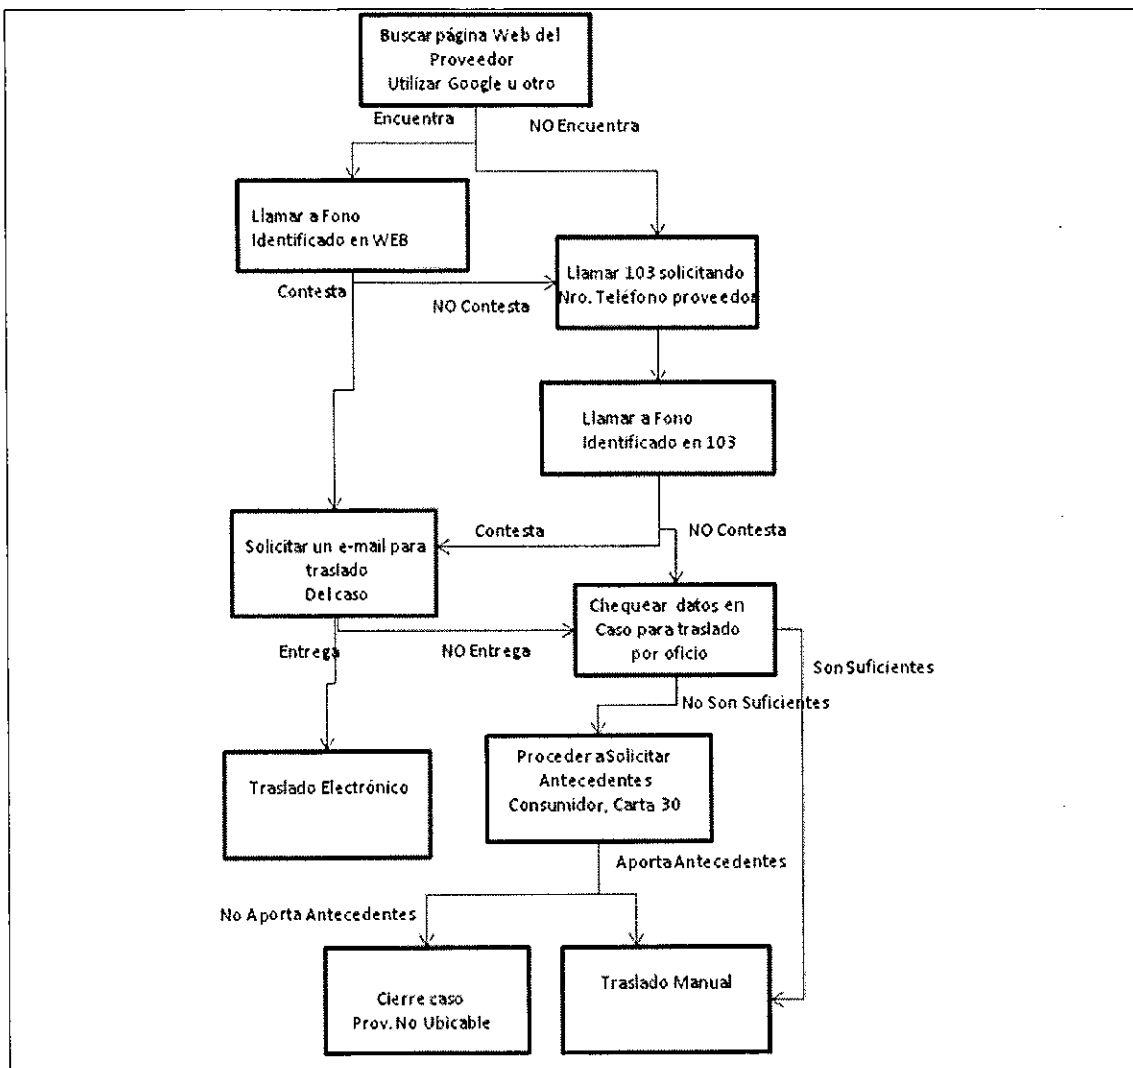 Buscar página Web del
Proveedor
Utilizar Google u otro
Encuentra
NO Encuentra
Llamar a Fono
Identificado en WEB
Llamar 103 solicitando
Nro. Teléfono proveedor
Contesta
NO Contesta
Llamar a Fono
Identificado en 103
Contesta
NO Contesta
Solicitar un e-mail para
traslado
Del caso
Chequear datos en
Caso para traslado
por oficio
Entrega
NO Entrega
Son Suficientes
No Son Suficientes
Proceder a Solicitar
Antecedentes
Consumidor, Carta 30
Traslado Electrónico
Aporta Antecedentes
No Aporta Antecedentes
Cierre caso
Prov. No Ubicable
Traslado Manual